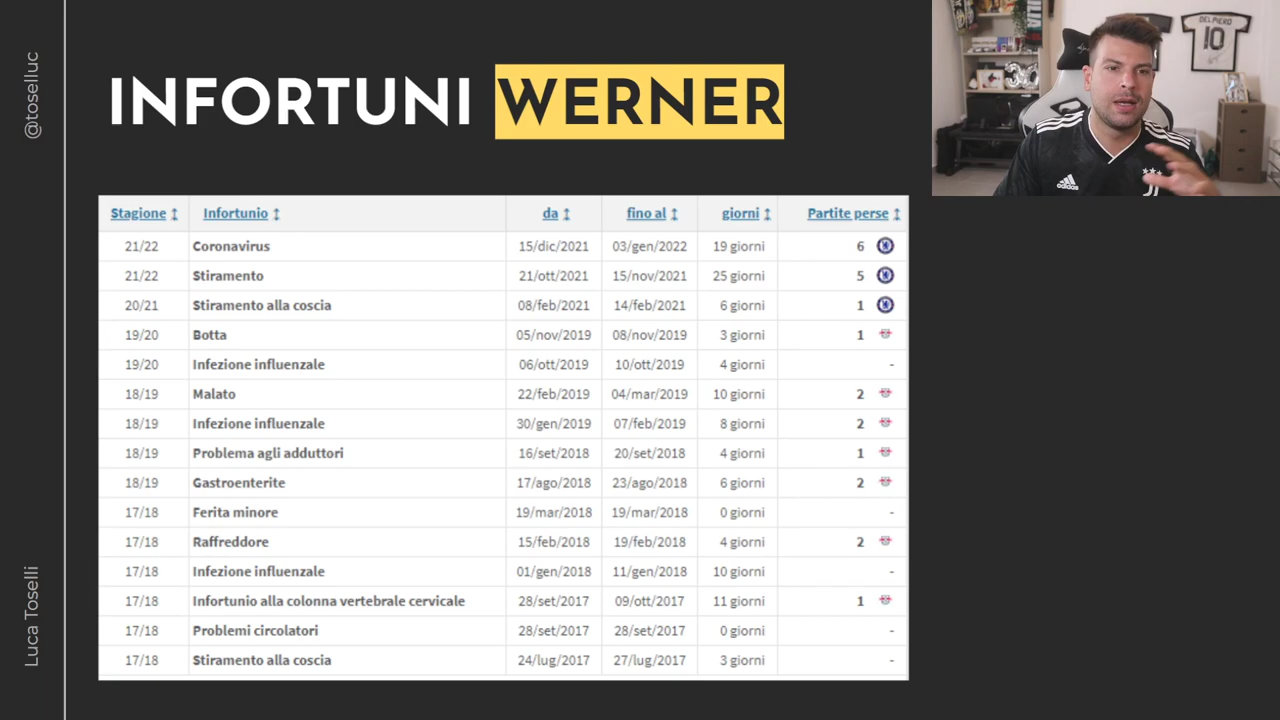 @toselluc
Luca Toselli
INFORTUNI WERNER
Stagione Infortunio da fino al giorni Partite perse
21/22 Coronavirus 15/dic/2021 03/gen/2022 19 giorni 6
21/22 Stiramento 21/ott/2021 15/nov/2021 25 giorni 5
20/21 Stiramento alla coscia 08/feb/2021 14/feb/2021 6 giorni 1
19/20 Botta 05/nov/2019 08/nov/2019 3 giorni 1
19/20 Infezione influenzale 06/ott/2019 10/ott/2019 4 giorni -
18/19 Malato 22/feb/2019 04/mar/2019 10 giorni 2
18/19 Infezione influenzale 30/gen/2019 07/feb/2019 8 giorni 2
18/19 Problema agli adduttori 16/set/2018 20/set/2018 4 giorni 1
18/19 Gastroenterite 17/ago/2018 23/ago/2018 6 giorni 2
17/18 Ferita minore 19/mar/2018 19/mar/2018 0 giorni -
17/18 Raffreddore 15/feb/2018 19/feb/2018 4 giorni 2
17/18 Infezione influenzale 01/gen/2018 11/gen/2018 10 giorni -
17/18 Infortunio alla colonna vertebrale cervicale 28/set/2017 09/ott/2017 11 giorni 1
17/18 Problemi circolatori 28/set/2017 28/set/2017 0 giorni -
17/18 Stiramento alla coscia 24/lug/2017 27/lug/2017 3 giorni -
DEL PIERO
10
adidas